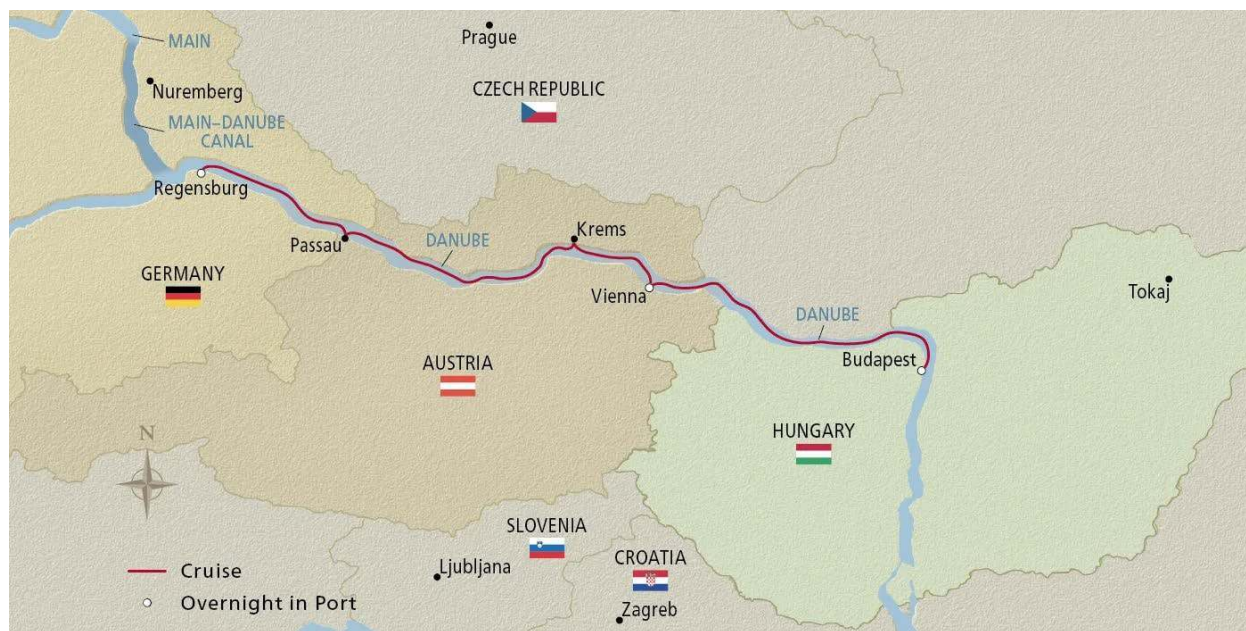 MAIN
Prague
Nuremberg
CZECH REPUBLIC
MAIN–DANUBE
CANAL
Regensburg
Krems
Passau
DANUBE
GERMANY
Vienna
Tokaj
DANUBE
Budapest
AUSTRIA
HUNGARY
N
SLOVENIA
CROATIA
Ljubljana
Cruise
Overnight in Port
Zagreb